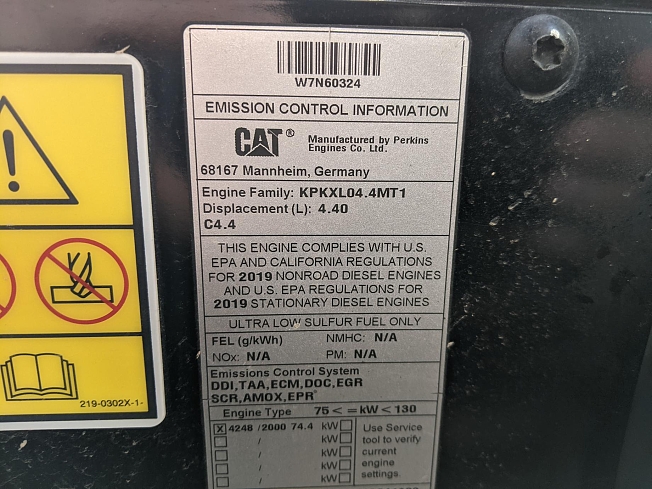 W7N60324
EMISSION CONTROL INFORMATION
CAT® Manufactured by Perkins
Engines Co. Ltd.
68167 Mannheim, Germany
Engine Family: KPKXL04.4MT1
Displacement (L): 4.40
C4.4
THIS ENGINE COMPLIES WITH U.S.
EPA AND CALIFORNIA REGULATIONS
FOR 2019 NONROAD DIESEL ENGINES
AND U.S. EPA REGULATIONS FOR
2019 STATIONARY DIESEL ENGINES
ULTRA LOW SULFUR FUEL ONLY
FEL (g/kWh) NMHC: N/A
NOx: N/A PM: N/A
Emissions Control System
DDI,TAA,ECM,DOC,EGR
SCR,AMOX,EPR
Engine Type 75< = kW < 130
X 4248 / 2000 74.4 kW
/ kW
/ kW
/ kW
/ kW
Use Service
tool to verify
current
engine
settings.
219-0302X-1-